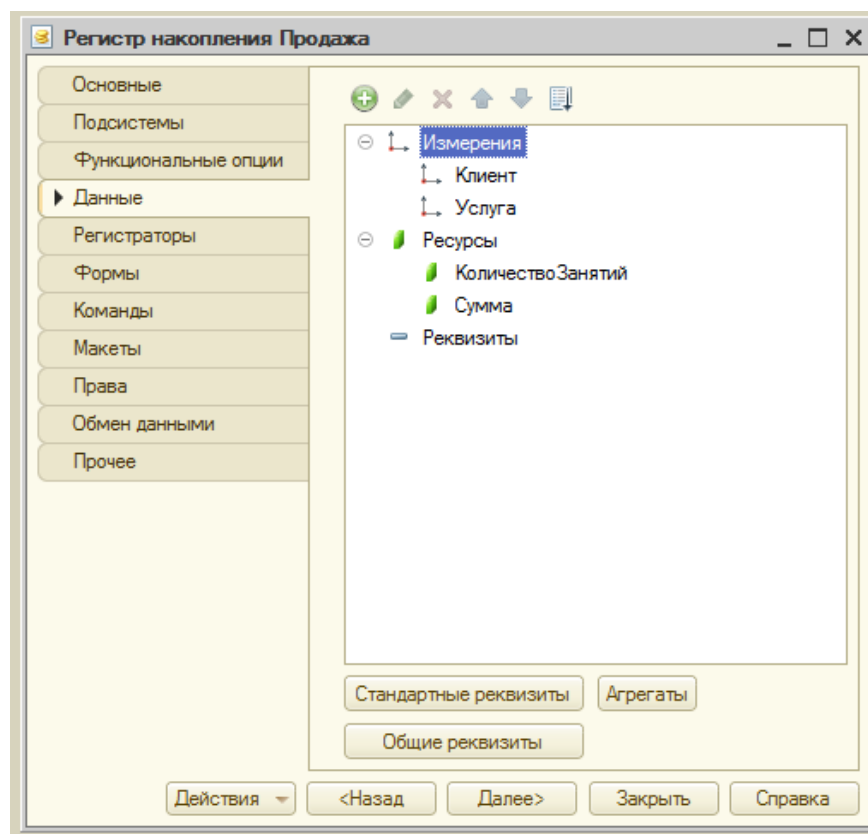 Регистр накопления Продажа
Основные
Подсистемы
Функциональные опции
Данные
Регистраторы
Формы
Команды
Макеты
Права
Обмен данными
Прочее
Измерения
Клиент
Услуга
Ресурсы
КоличествоЗанятий
Сумма
Реквизиты
Стандартные реквизиты Агрегаты
Общие реквизиты
Действия <Назад Далее> Закрыть Справка